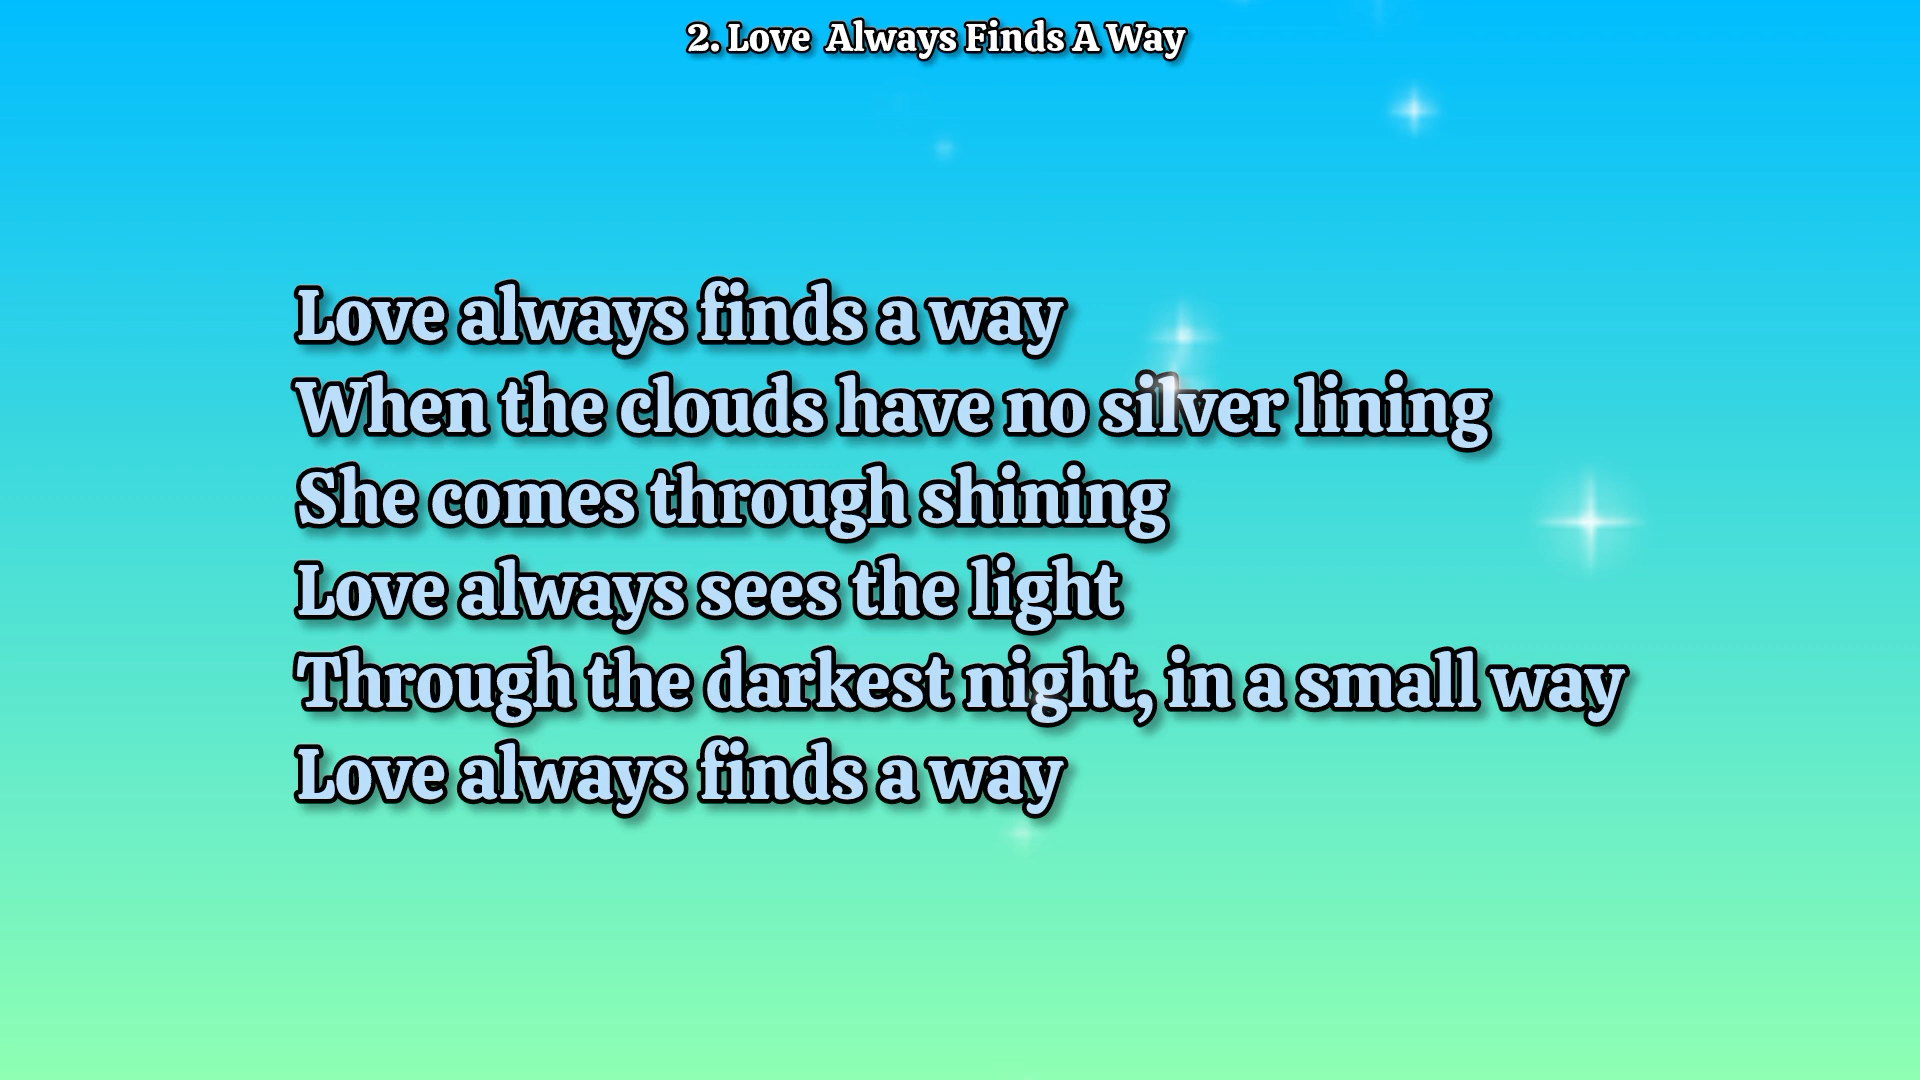 2. Love  Always Finds A Way
Love always finds a way
When the clouds have no silver lining
She comes through shining
Love always sees the light
Through the darkest night, in a small way
Love always finds a way